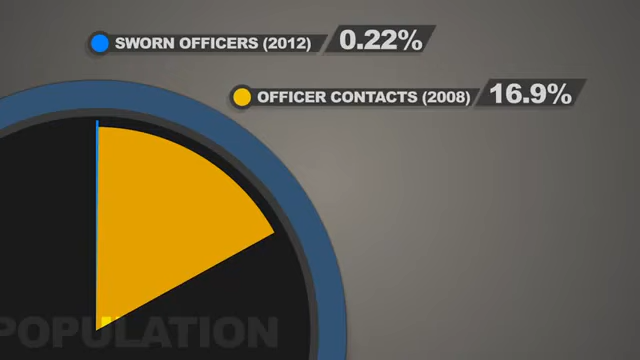 SWORN OFFICERS (2012) 0.22%
OFFICER CONTACTS (2008) 16.9%
POPULATION